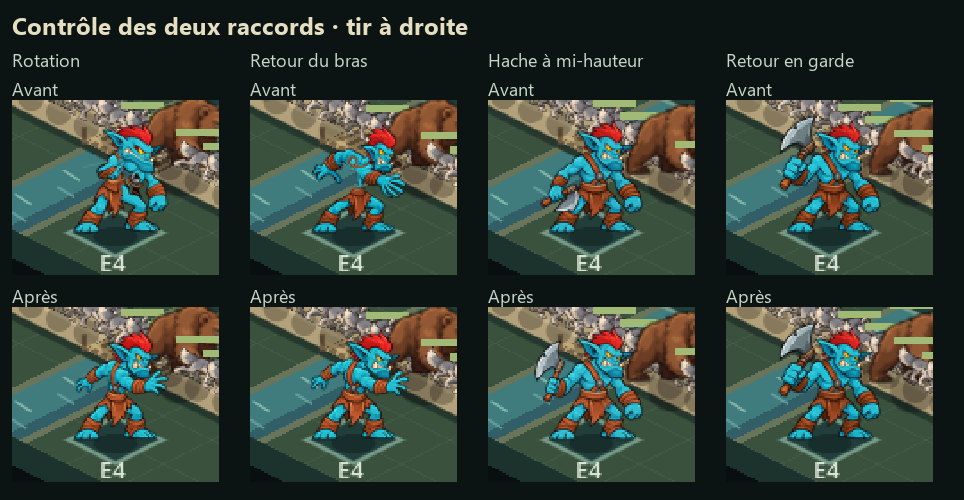 Contrôle des deux raccords · tir à droite
Rotation Retour du bras Hache à mi-hauteur Retour en garde
Avant Avant Avant Avant
E4 E4 E4 E4
Après Après Après Après
E4 E4 E4 E4